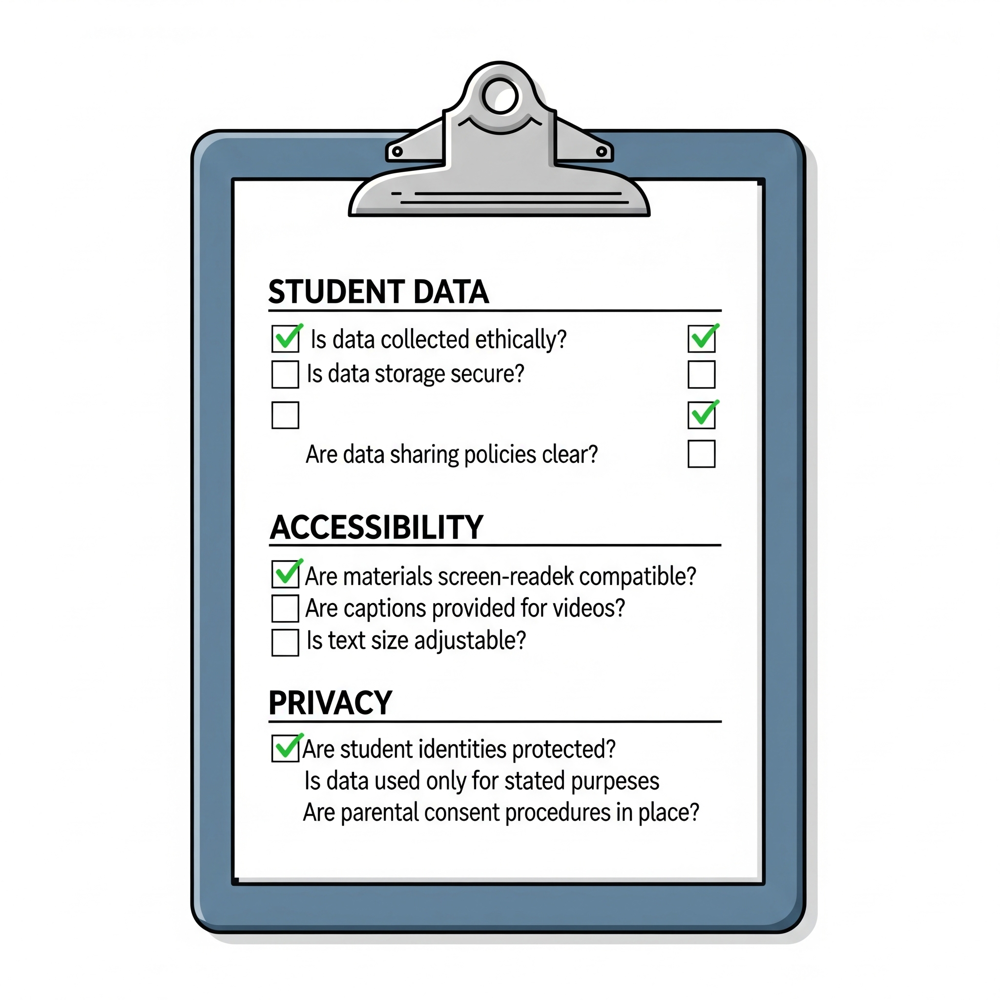 STUDENT DATA
Is data collected ethically?
Is data storage secure?
Are data sharing policies clear?
ACCESSIBILITY
Are materials screen-readek compatible?
Are captions provided for videos?
Is text size adjustable?
PRIVACY
Are student identities protected?
Is data used only for stated purpeses
Are parental consent procedures in place?